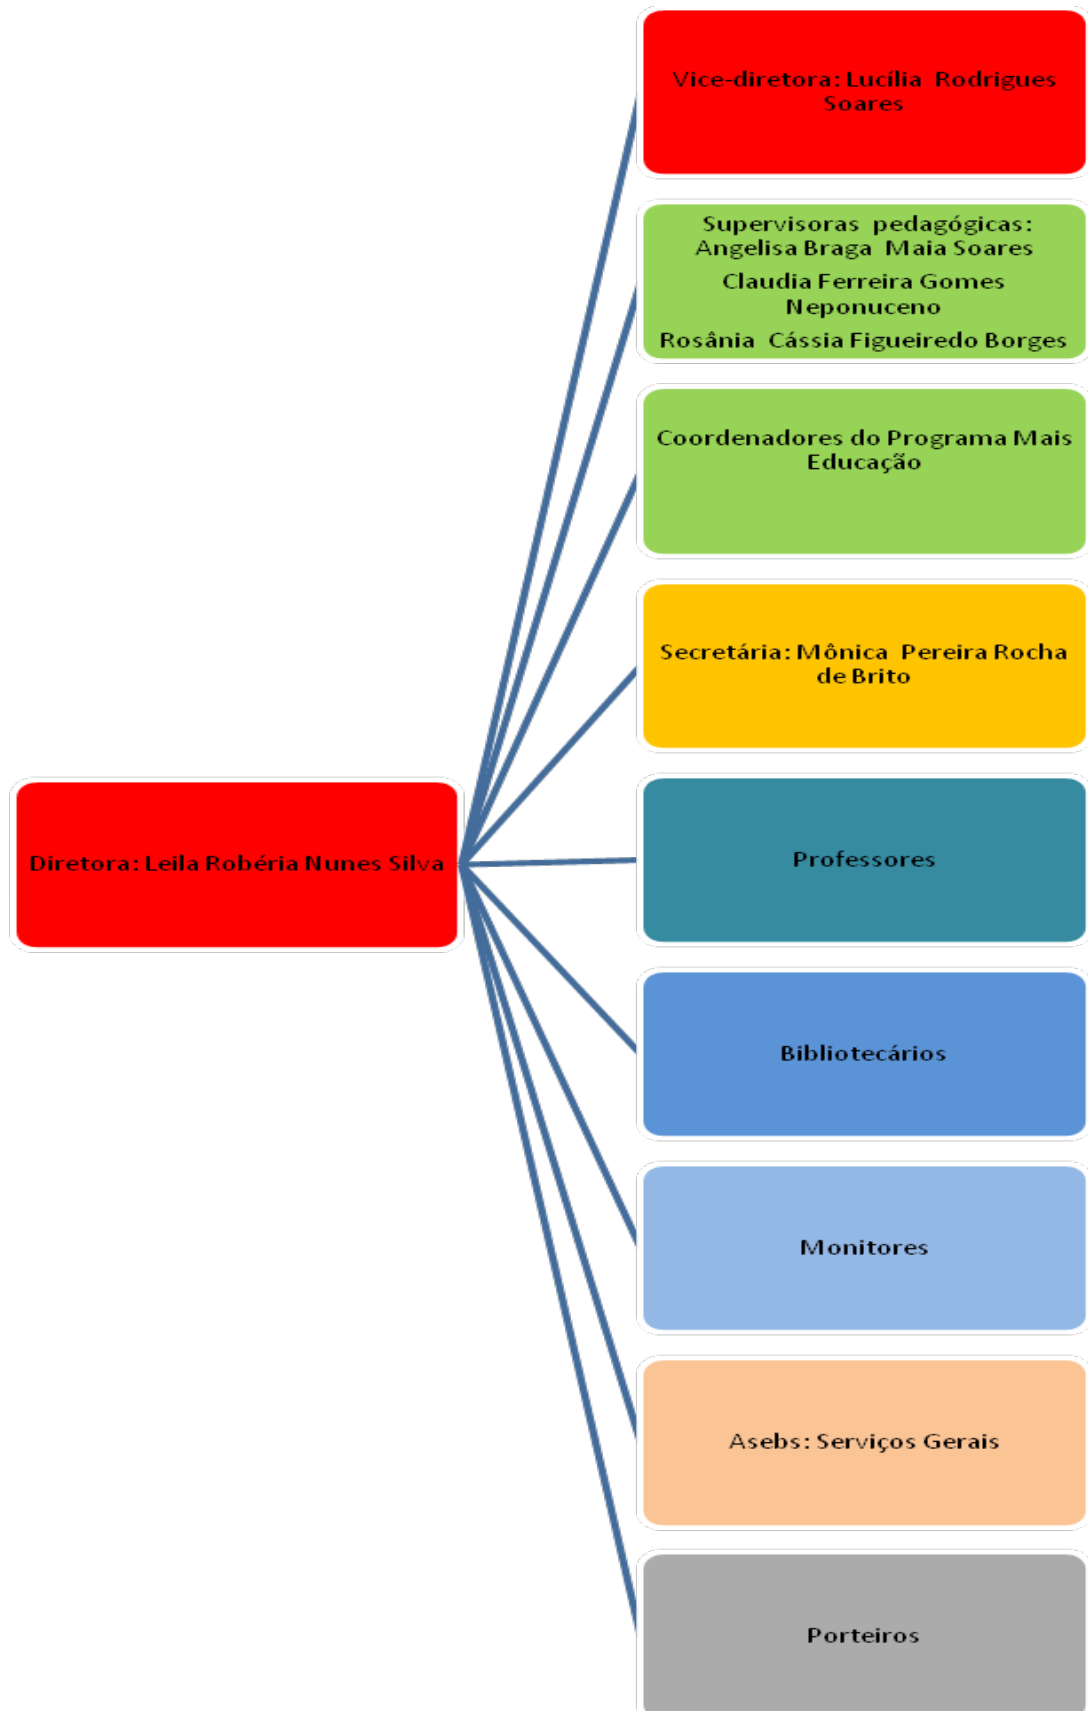 Vice-diretora: Lucília Rodrigues
Soares
Supervisoras pedagógicas:
Angelisa Braga Maia Soares
Claudia Ferreira Gomes
Neponuceno
Rosânia Cássia Figueiredo Borges
Coordenadores do Programa Mais
Educação
Secretária: Mônica Pereira Rocha
de Brito
Diretora: Leila Robéria Nunes Silva
Professores
Bibliotecários
Monitores
Asebs: Serviços Gerais
Porteiros